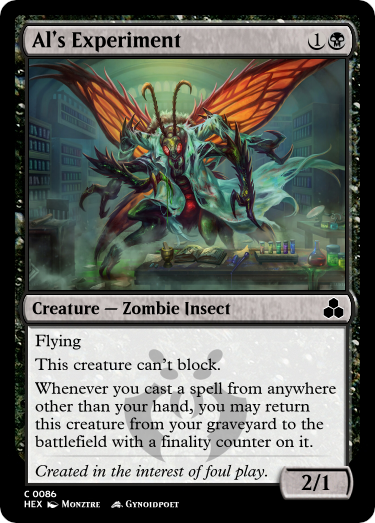 Al's Experiment 1
Creature — Zombie Insect
Flying
This creature can't block.
Whenever you cast a spell from anywhere
other than your hand, you may return
this creature from your graveyard to the
battlefield with a finality counter on it.
Created in the interest of foul play.
2/1
C 0086
HEX Monztre Gynoidpoet